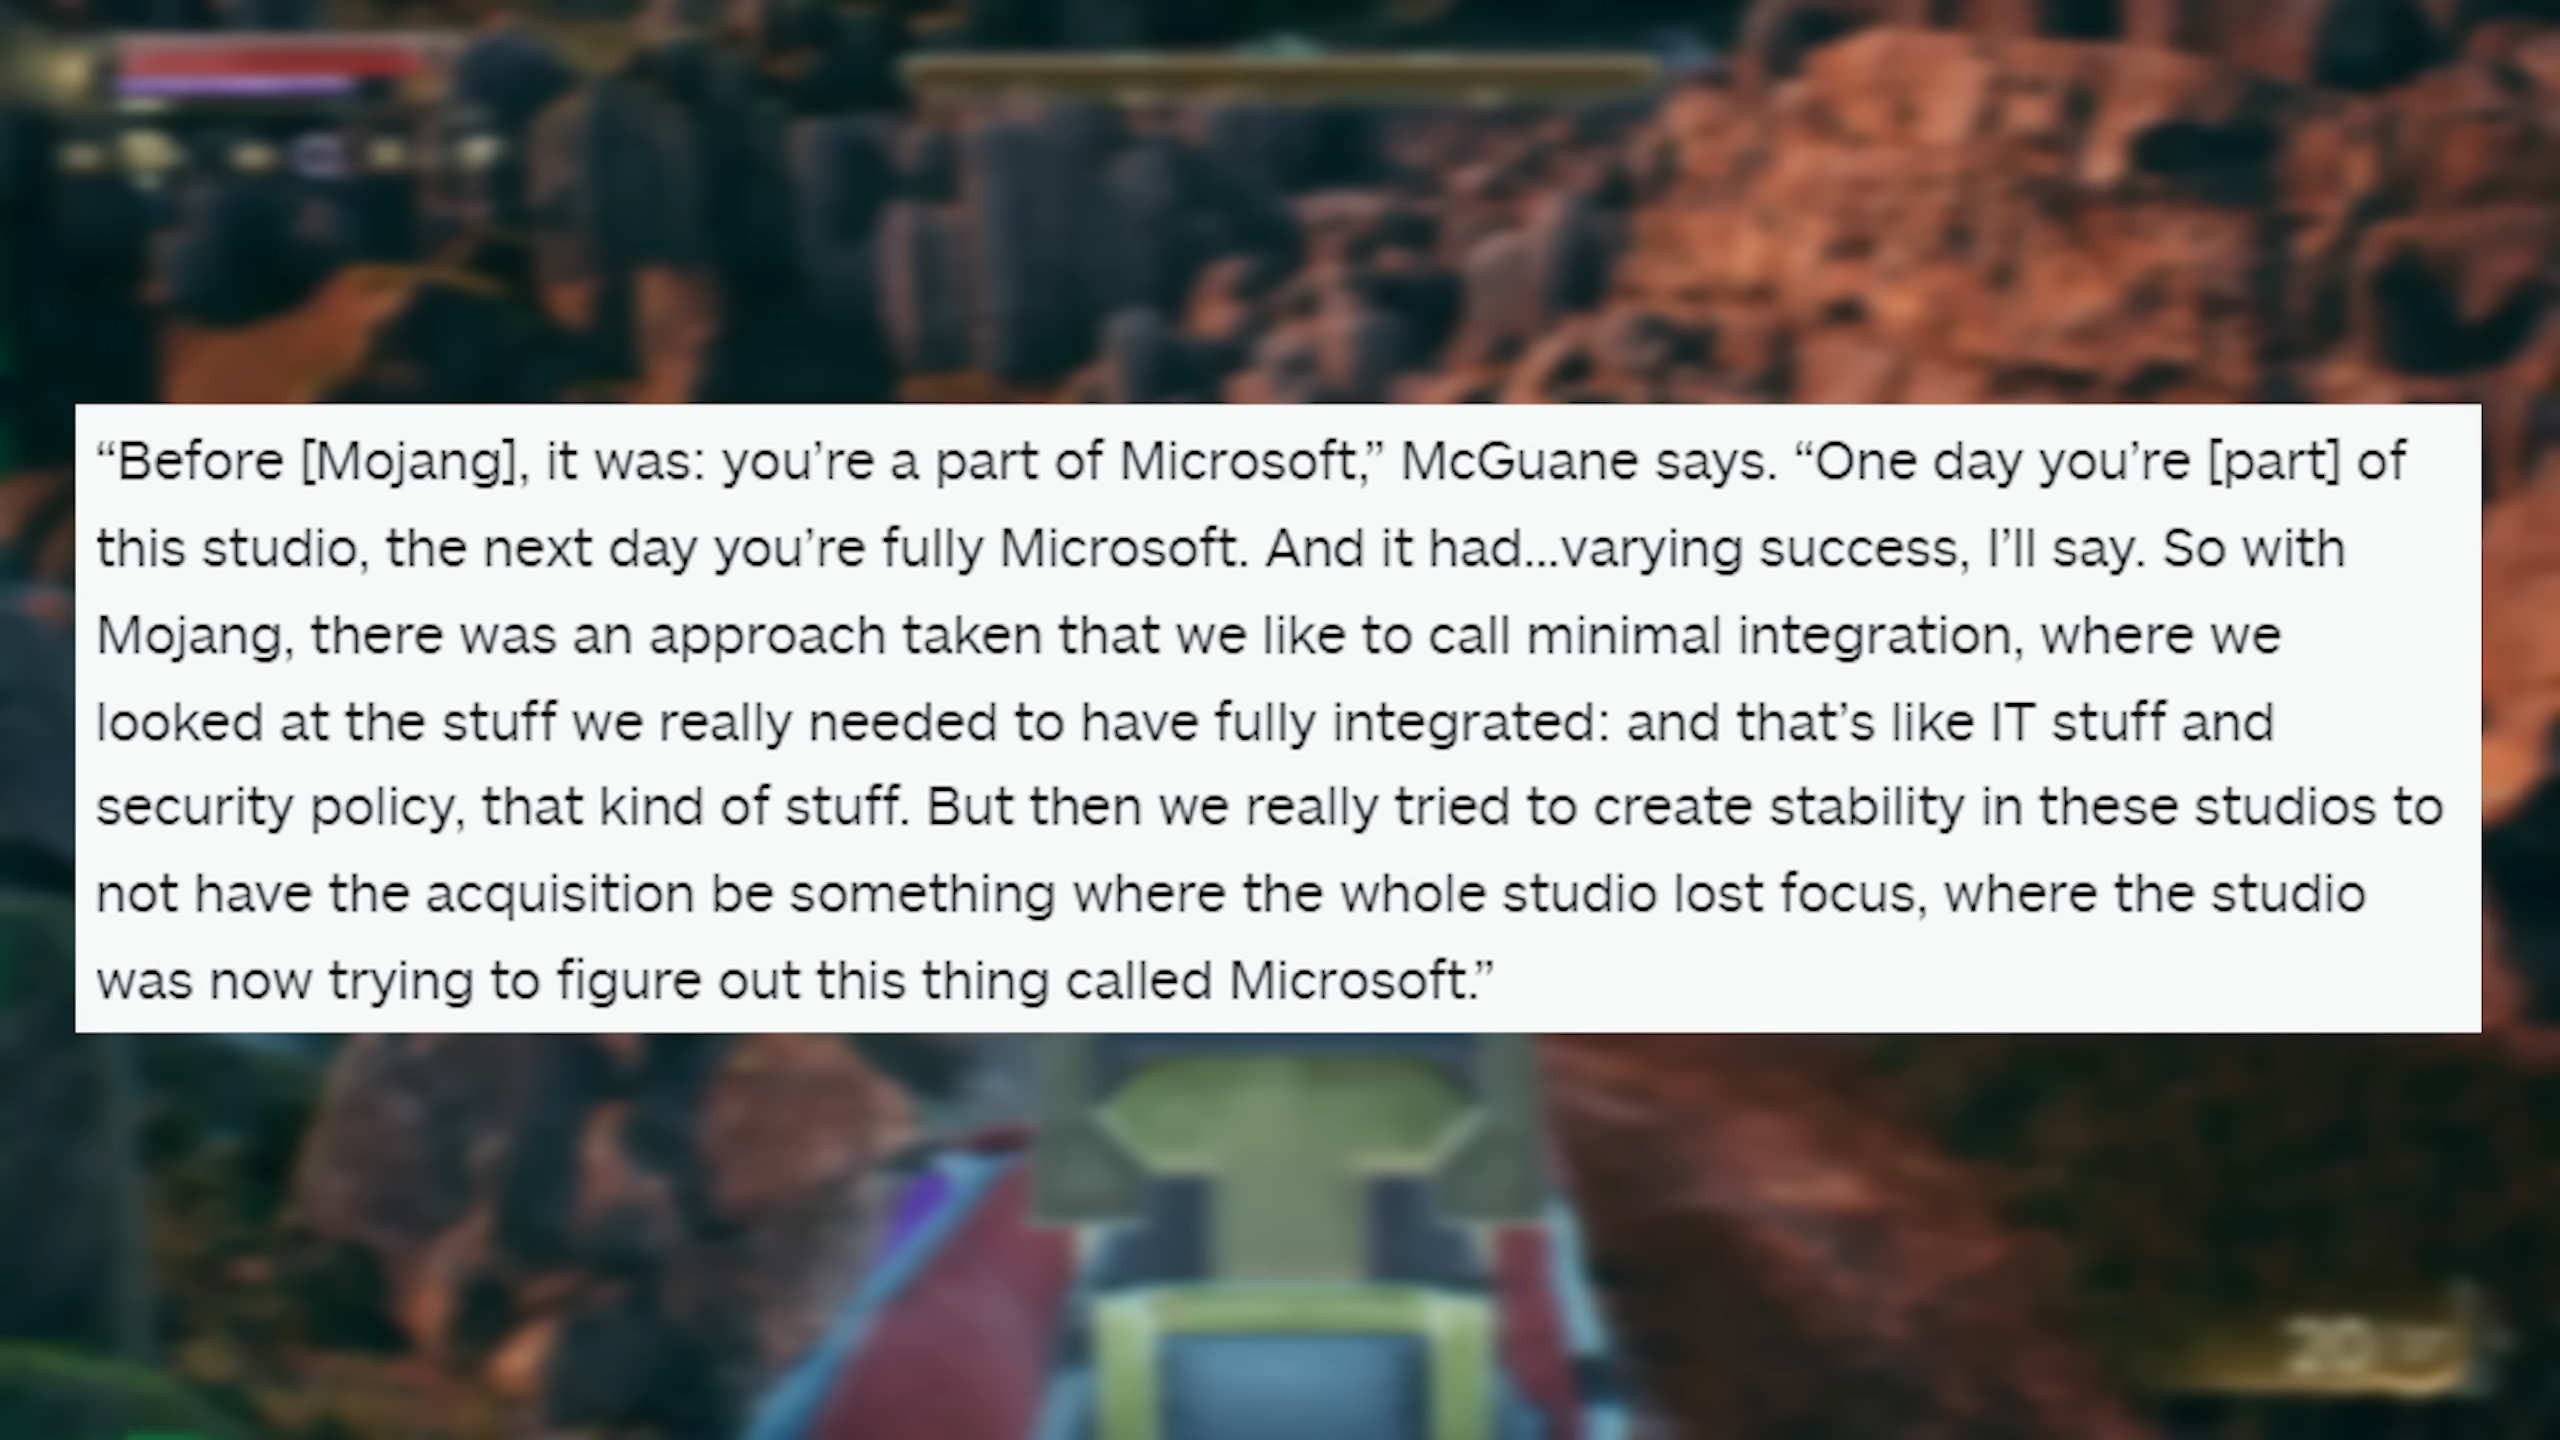 “Before [Mojang], it was: you’re a part of Microsoft,” McGuane says. “One day you’re [part] of
this studio, the next day you’re fully Microsoft. And it had...varying success, I’ll say. So with
Mojang, there was an approach taken that we like to call minimal integration, where we
looked at the stuff we really needed to have fully integrated: and that’s like IT stuff and
security policy, that kind of stuff. But then we really tried to create stability in these studios to
not have the acquisition be something where the whole studio lost focus, where the studio
was now trying to figure out this thing called Microsoft.”
20